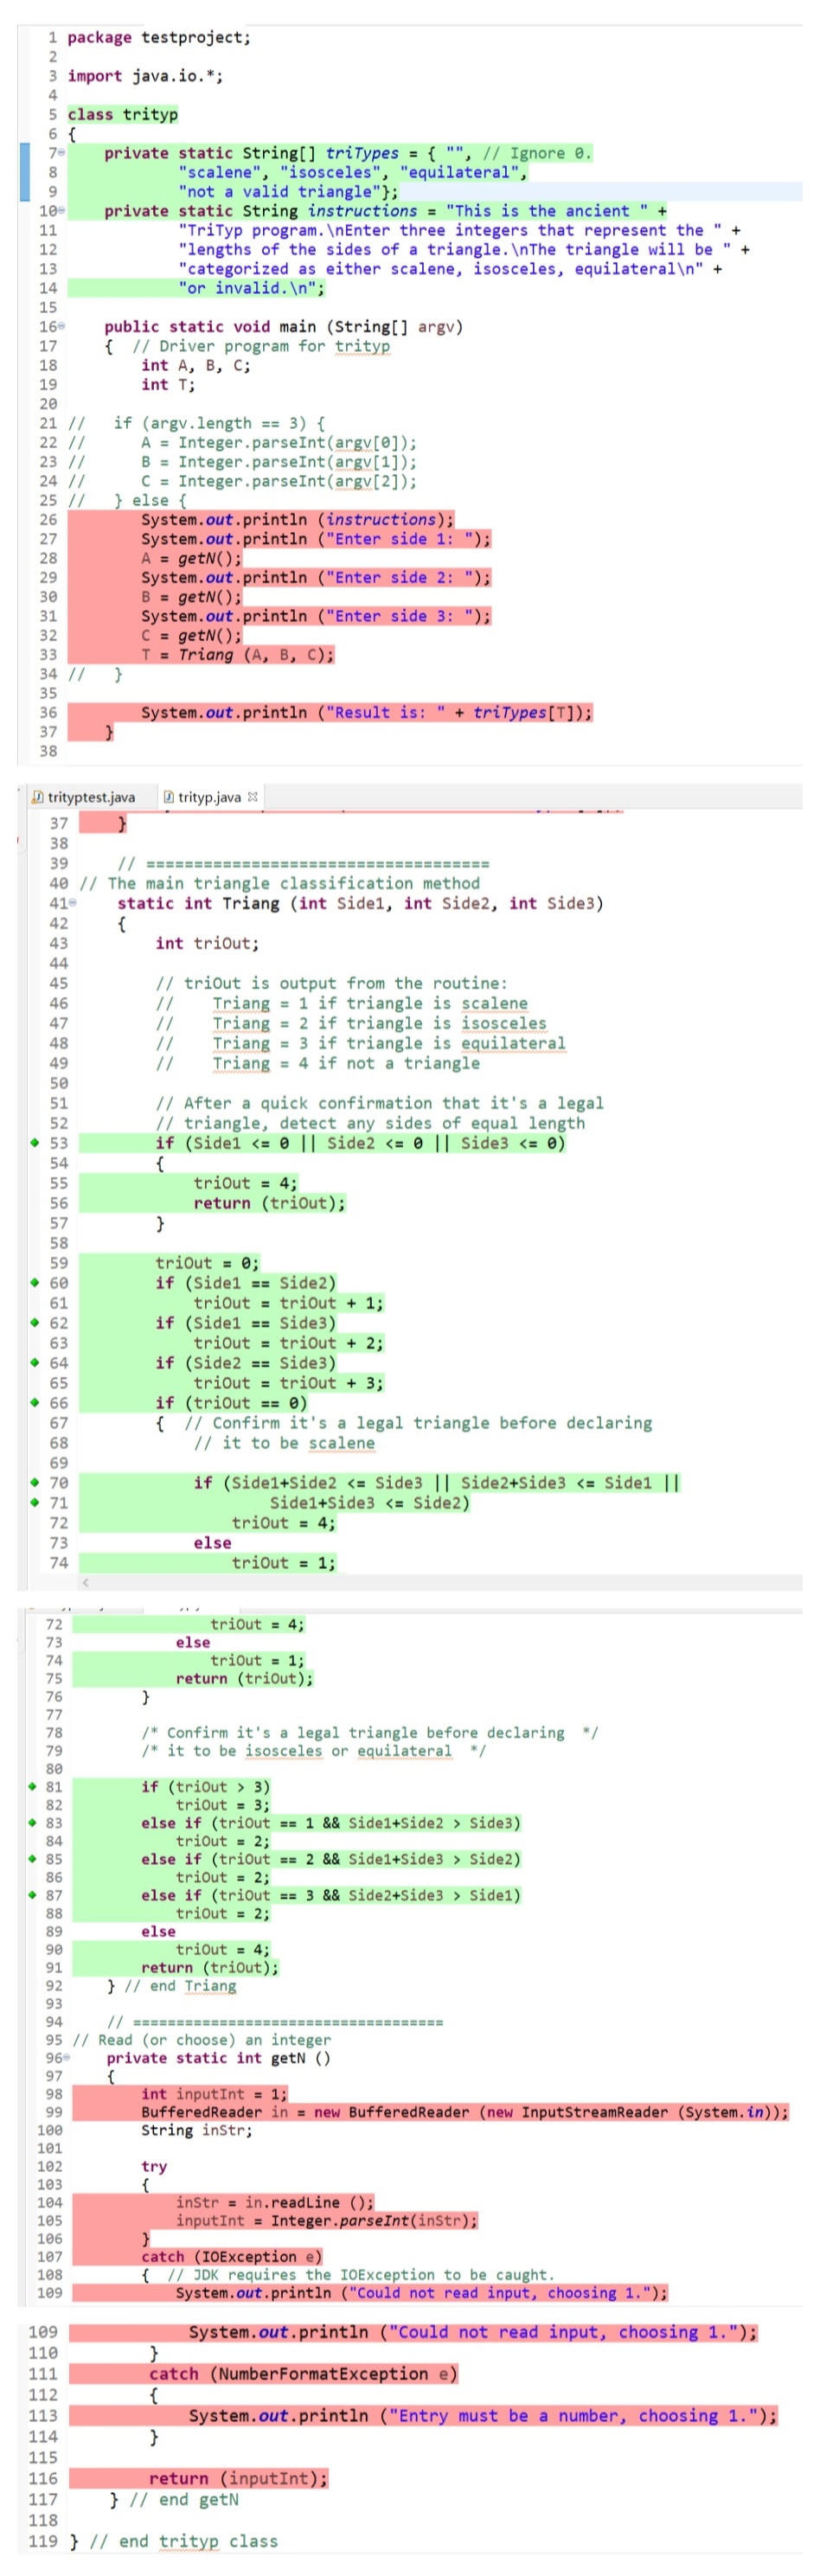 1 package testproject;
2
3 import java.io.*;
4
5 class trityp
6 {
7 private static String[] triTypes = { "", // Ignore 0.
8 "scalene", "isosceles", "equilateral",
9 "not a valid triangle"};
10 private static String instructions = "This is the ancient " +
11 "TriTyp program.\nEnter three integers that represent the " +
12 "lengths of the sides of a triangle.\nThe triangle will be " +
13 "categorized as either scalene, isosceles, equilateral\n" +
14 "or invalid.\n";
15
16 public static void main (String[] argv)
17 { // Driver program for trityp
18 int A, B, C;
19 int T;
20
21 // if (argv.length == 3) {
22 // A = Integer.parseInt(argv[0]);
23 // B = Integer.parseInt(argv[1]);
24 // C = Integer.parseInt(argv[2]);
25 // } else {
26 System.out.println (instructions);
27 System.out.println ("Enter side 1: ");
28 A = getN();
29 System.out.println ("Enter side 2: ");
30 B = getN();
31 System.out.println ("Enter side 3: ");
32 C = getN();
33 T = Triang (A, B, C);
34 // }
35
36 System.out.println ("Result is: " + triTypes[T]);
37 }
38
trityptest.java trityp.java
37 }
38
39 // ====================================
40 // The main triangle classification method
41 static int Triang (int Side1, int Side2, int Side3)
42 {
43 int triOut;
44
45 // triOut is output from the routine:
46 // Triang = 1 if triangle is scalene
47 // Triang = 2 if triangle is isosceles
48 // Triang = 3 if triangle is equilateral
49 // Triang = 4 if not a triangle
50
51 // After a quick confirmation that it's a legal
52 // triangle, detect any sides of equal length
53 if (Side1 <= 0 || Side2 <= 0 || Side3 <= 0)
54 {
55 triOut = 4;
56 return (triOut);
57 }
58
59 triOut = 0;
60 if (Side1 == Side2)
61 triOut = triOut + 1;
62 if (Side1 == Side3)
63 triOut = triOut + 2;
64 if (Side2 == Side3)
65 triOut = triOut + 3;
66 if (triOut == 0)
67 { // Confirm it's a legal triangle before declaring
68 // it to be scalene
69
70 if (Side1+Side2 <= Side3 || Side2+Side3 <= Side1 ||
71 Side1+Side3 <= Side2)
72 triOut = 4;
73 else
74 triOut = 1;
72 triOut = 4;
73 else
74 triOut = 1;
75 return (triOut);
76 }
77
78 /* Confirm it's a legal triangle before declaring */
79 /* it to be isosceles or equilateral */
80
81 if (triOut > 3)
82 triOut = 3;
83 else if (triOut == 1 && Side1+Side2 > Side3)
84 triOut = 2;
85 else if (triOut == 2 && Side1+Side3 > Side2)
86 triOut = 2;
87 else if (triOut == 3 && Side2+Side3 > Side1)
88 triOut = 2;
89 else
90 triOut = 4;
91 return (triOut);
92 } // end Triang
93
94 // ====================================
95 // Read (or choose) an integer
96 private static int getN ()
97 {
98 int inputInt = 1;
99 BufferedReader in = new BufferedReader (new InputStreamReader (System.in));
100 String inStr;
101
102 try
103 {
104 inStr = in.readLine ();
105 inputInt = Integer.parseInt(inStr);
106 }
107 catch (IOException e)
108 { // JDK requires the IOException to be caught.
109 System.out.println ("Could not read input, choosing 1.");
109 System.out.println ("Could not read input, choosing 1.");
110 }
111 catch (NumberFormatException e)
112 {
113 System.out.println ("Entry must be a number, choosing 1.");
114 }
115
116 return (inputInt);
117 } // end getN
118
119 } // end trityp class